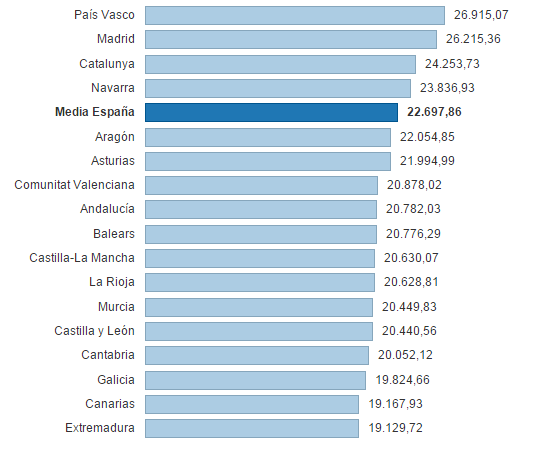 País Vasco 26.915,07
Madrid 26.215,36
Catalunya 24.253,73
Navarra 23.836,93
Media España 22.697,86
Aragón 22.054,85
Asturias 21.994,99
Comunitat Valenciana 20.878,02
Andalucía 20.782,03
Balears 20.776,29
Castilla-La Mancha 20.630,07
La Rioja 20.628,81
Murcia 20.449,83
Castilla y León 20.440,56
Cantabria 20.052,12
Galicia 19.824,66
Canarias 19.167,93
Extremadura 19.129,72